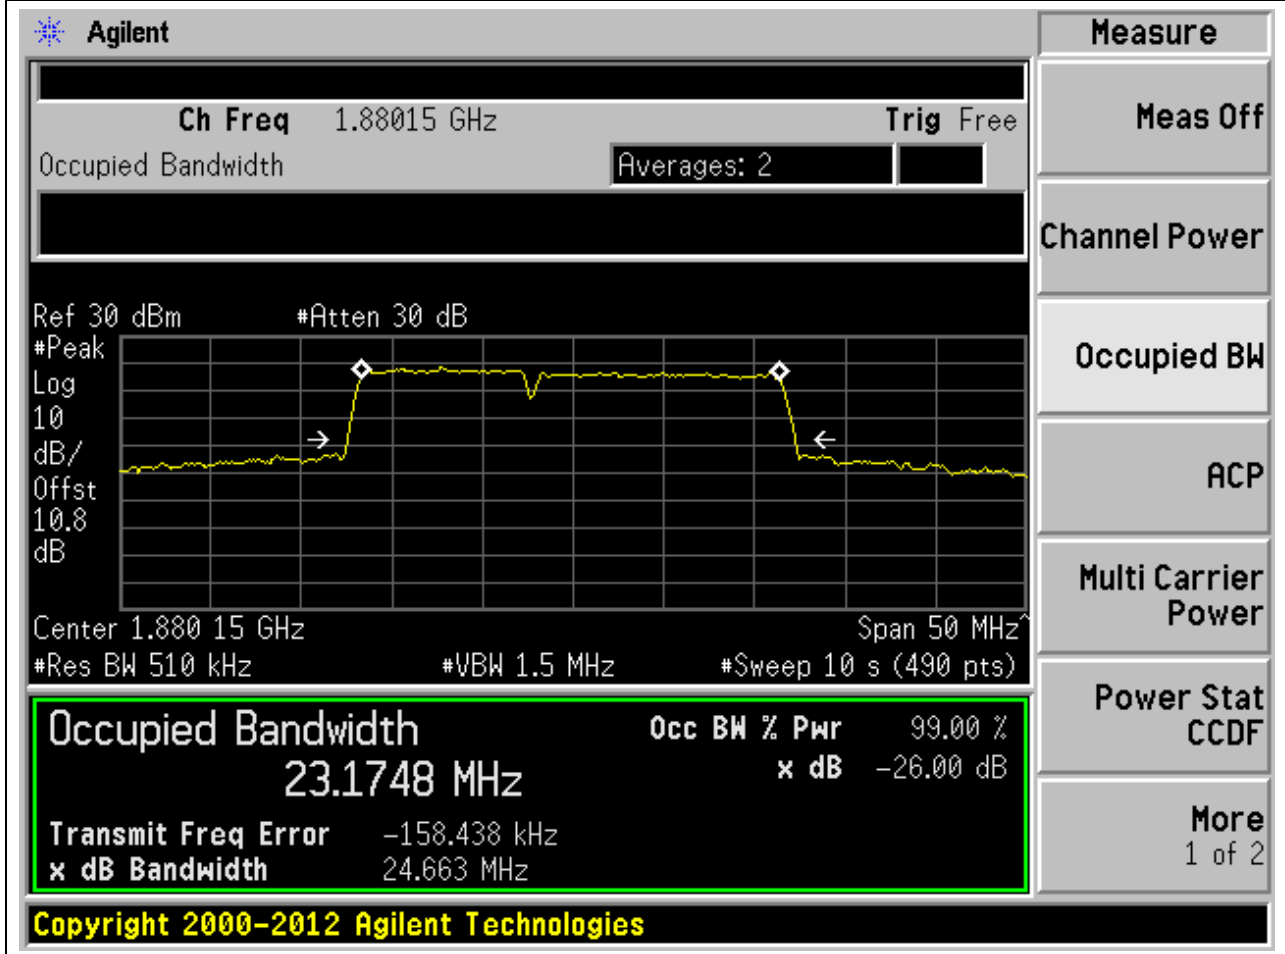 Agilent
Measure
Ch Freq 1.88015 GHz Trig Free
Meas Off
Occupied Bandwidth Averages: 2
Channel Power
Ref 30 dBm #Atten 30 dB
#Peak
Log
10
dB/
Offst
10.8
dB
Occupied BW
ACP
Center 1.880 15 GHz Span 50 MHz^
#Res BW 510 kHz #VBW 1.5 MHz #Sweep 10 s (490 pts)
Multi Carrier
Power
Occupied Bandwidth Occ BW % Pwr 99.00 %
23.1748 MHz x dB -26.00 dB
Transmit Freq Error -158.438 kHz
x dB Bandwidth 24.663 MHz
Power Stat
CCDF
More
1 of 2
Copyright 2000-2012 Agilent Technologies